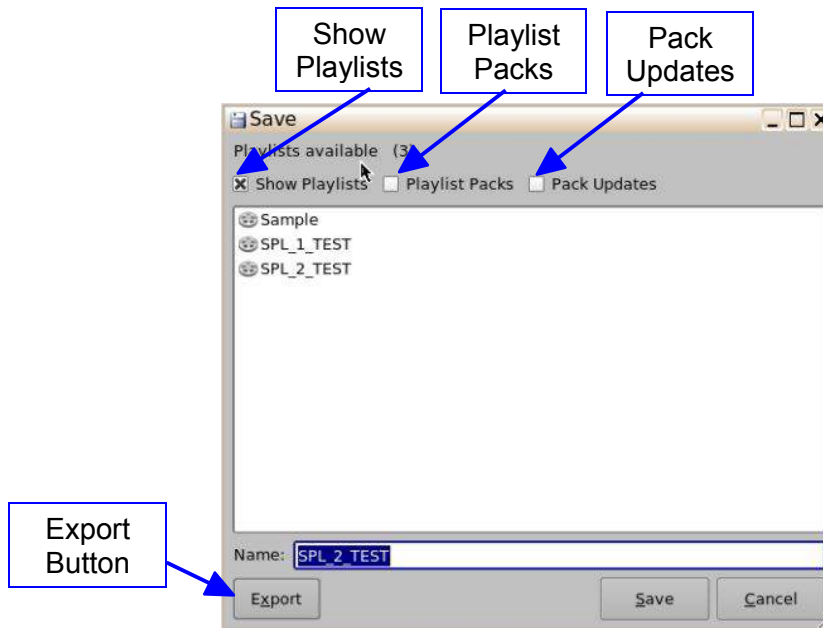 Show
Playlists
Playlist
Packs
Pack
Updates
Save
Playlists available (3)
Show Playlists Playlist Packs Pack Updates
Sample
SPL_1_TEST
SPL_2_TEST
Export
Button
Name: SPL_2_TEST
Export Save Cancel